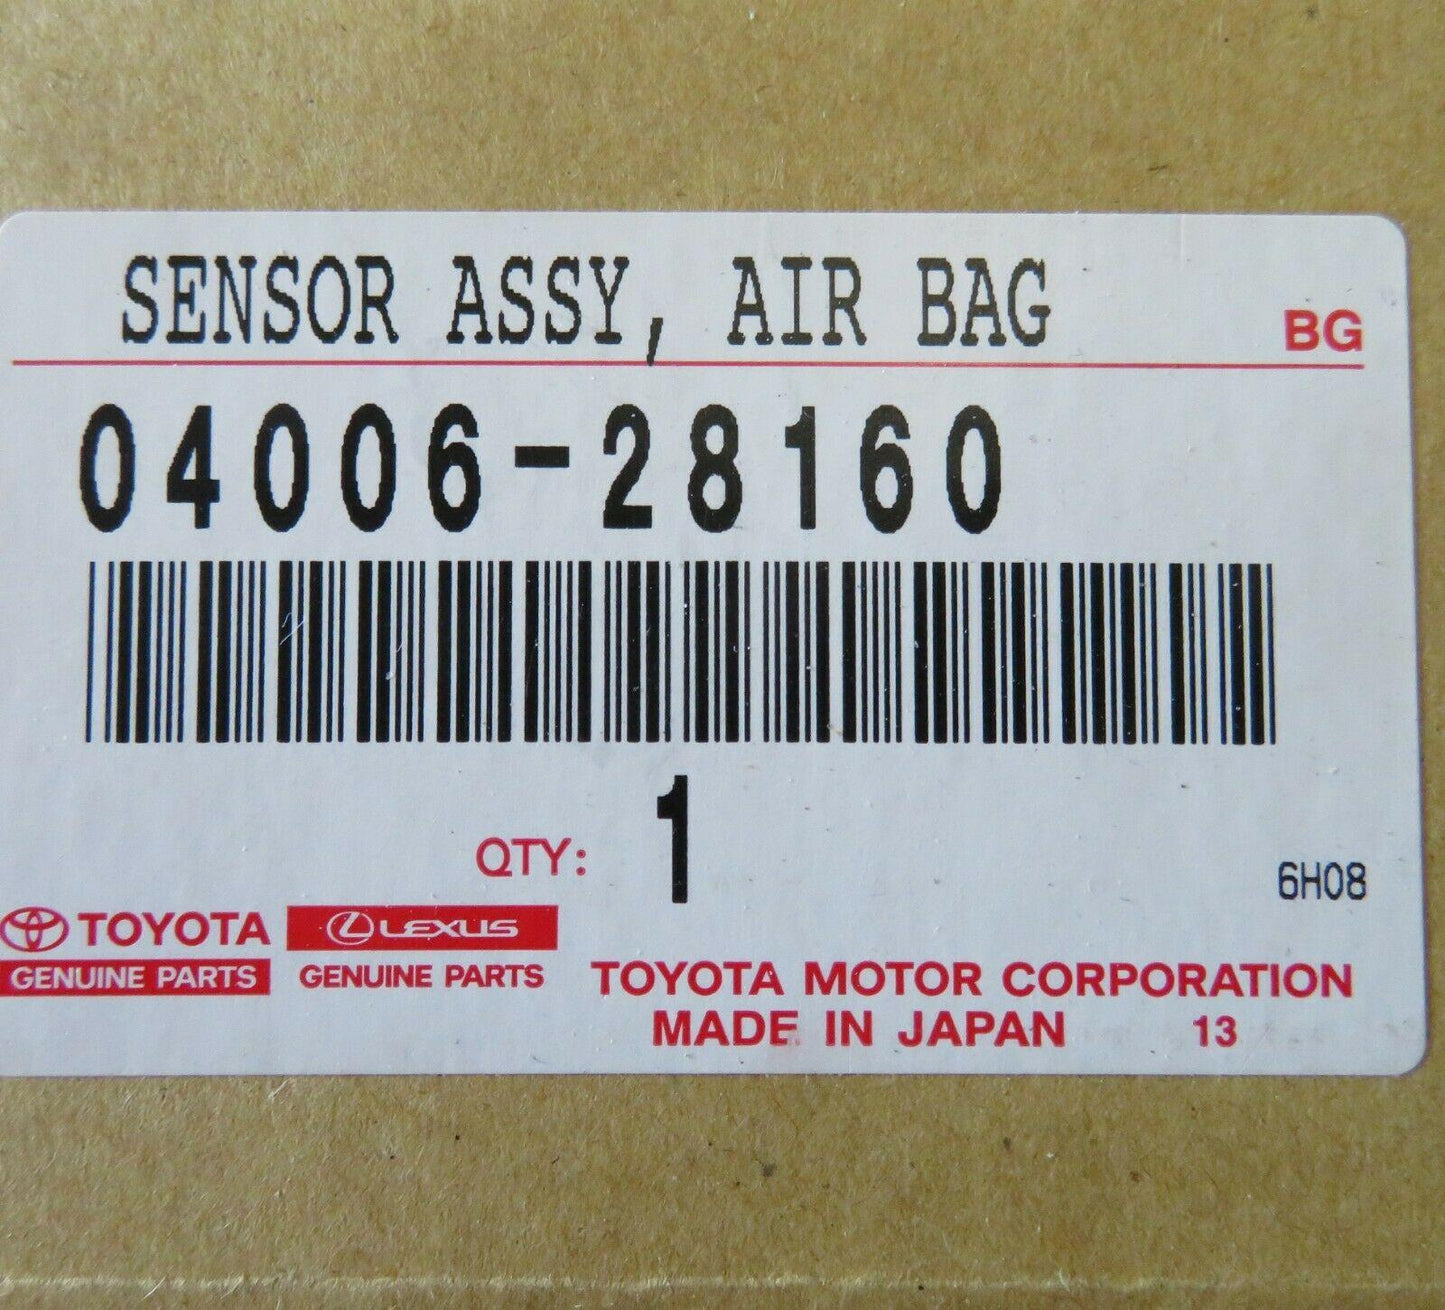 SENSOR ASSY, AIR BAG
BG
04006-28160
QTY: 1
6H08
TOYOTA
GENUINE PARTS
LEXUS
GENUINE PARTS
TOYOTA MOTOR CORPORATION
MADE IN JAPAN 13